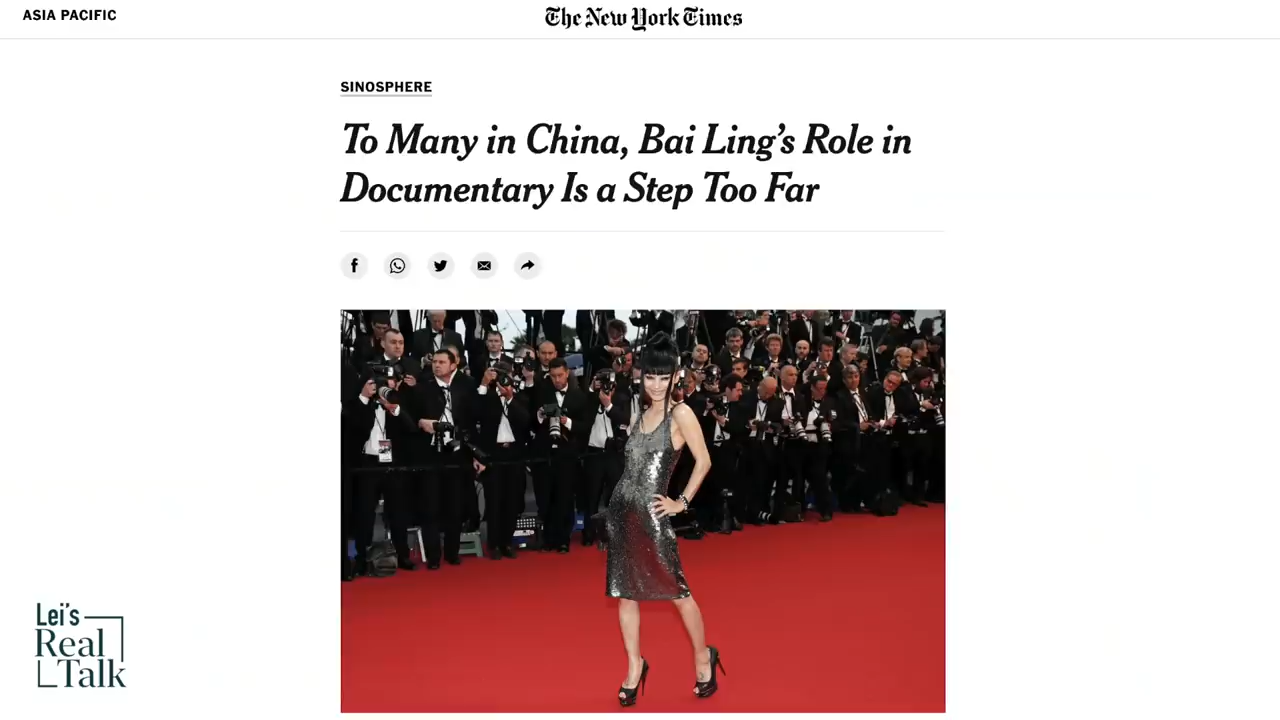 ASIA PACIFIC
The New York Times
SINOSPHERE
To Many in China, Bai Ling's Role in
Documentary Is a Step Too Far
Lei's
Real
Talk